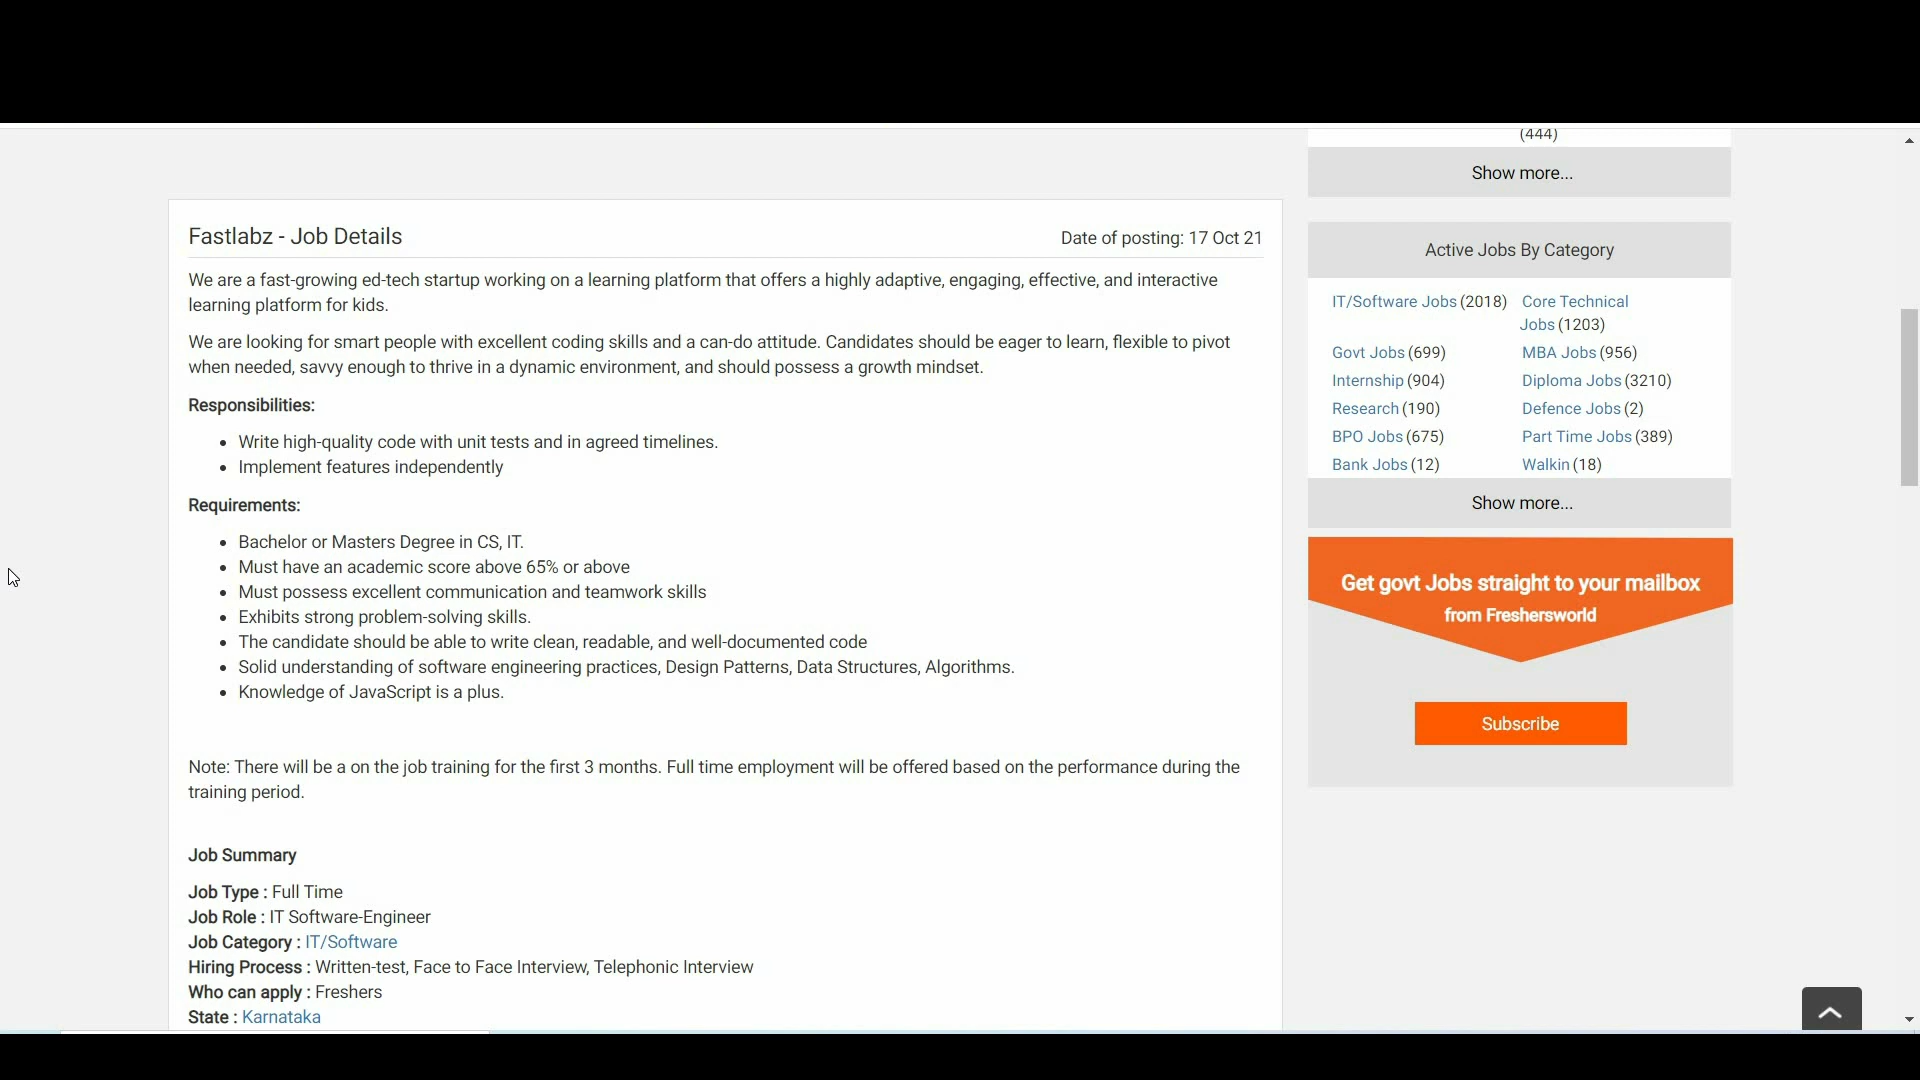 (444)
Show more...
Fastlabz - Job Details
Date of posting: 17 Oct 21
We are a fast-growing ed-tech startup working on a learning platform that offers a highly adaptive, engaging, effective, and interactive
learning platform for kids.
We are looking for smart people with excellent coding skills and a can-do attitude. Candidates should be eager to learn, flexible to pivot
when needed, savvy enough to thrive in a dynamic environment, and should possess a growth mindset.
Responsibilities:
• Write high-quality code with unit tests and in agreed timelines.
• Implement features independently
Requirements:
• Bachelor or Masters Degree in CS, IT.
• Must have an academic score above 65% or above
• Must possess excellent communication and teamwork skills
• Exhibits strong problem-solving skills.
• The candidate should be able to write clean, readable, and well-documented code
• Solid understanding of software engineering practices, Design Patterns, Data Structures, Algorithms.
• Knowledge of JavaScript is a plus.
Note: There will be a on the job training for the first 3 months. Full time employment will be offered based on the performance during the
training period.
Job Summary
Job Type : Full Time
Job Role : IT Software-Engineer
Job Category : IT/Software
Hiring Process : Written-test, Face to Face Interview, Telephonic Interview
Who can apply : Freshers
State : Karnataka
Active Jobs By Category
IT/Software Jobs (2018)
Core Technical
Jobs (1203)
Govt Jobs (699)
MBA Jobs (956)
Internship (904)
Diploma Jobs (3210)
Research (190)
Defence Jobs (2)
BPO Jobs (675)
Part Time Jobs (389)
Bank Jobs (12)
Walkin (18)
Show more...
Get govt Jobs straight to your mailbox
from Freshersworld
Subscribe